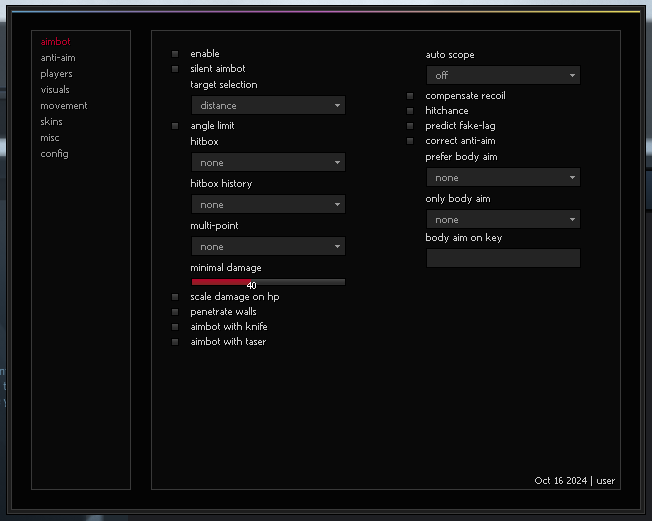 aimbot
anti-aim
players
visuals
movement
skins
misc
config
enable
silent aimbot
target selection
distance
angle limit
hitbox
none
hitbox history
none
multi-point
none
minimal damage
40
scale damage on hp
penetrate walls
aimbot with knife
aimbot with taser
auto scope
off
compensate recoil
hitchance
predict fake-lag
correct anti-aim
prefer body aim
none
only body aim
none
body aim on key
Oct 16 2024 | user